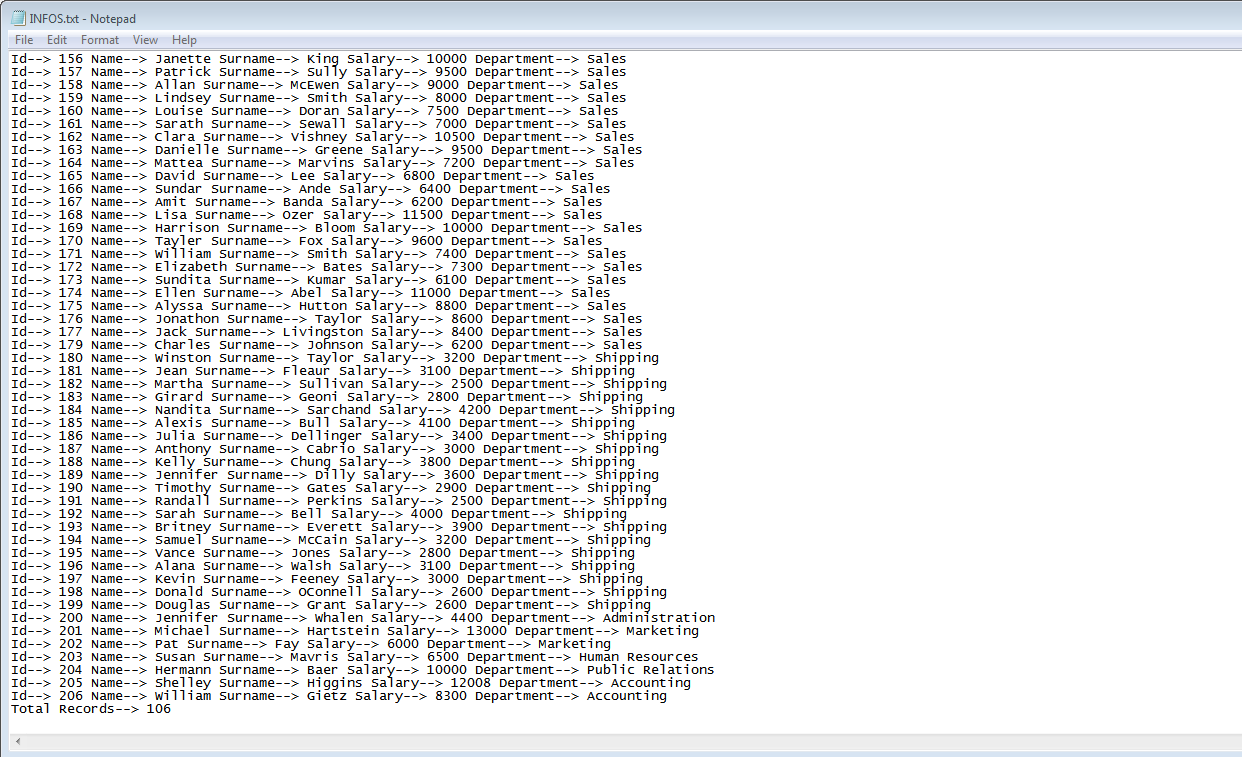 INFOS.txt - Notepad
File Edit Format View Help
Id--> 156 Name--> Janette Surname--> King Salary--> 10000 Department--> Sales
Id--> 157 Name--> Patrick Surname--> Sully Salary--> 9500 Department--> Sales
Id--> 158 Name--> Allan Surname--> McEwen Salary--> 9000 Department--> Sales
Id--> 159 Name--> Lindsey Surname--> Smith Salary--> 8000 Department--> Sales
Id--> 160 Name--> Louise Surname--> Doran Salary--> 7500 Department--> Sales
Id--> 161 Name--> Sarath Surname--> Sewall Salary--> 7000 Department--> Sales
Id--> 162 Name--> Clara Surname--> Vishney Salary--> 10500 Department--> Sales
Id--> 163 Name--> Danielle Surname--> Greene Salary--> 9500 Department--> Sales
Id--> 164 Name--> Mattea Surname--> Marvins Salary--> 7200 Department--> Sales
Id--> 165 Name--> David Surname--> Lee Salary--> 6800 Department--> Sales
Id--> 166 Name--> Sundar Surname--> Ande Salary--> 6400 Department--> Sales
Id--> 167 Name--> Amit Surname--> Banda Salary--> 6200 Department--> Sales
Id--> 168 Name--> Lisa Surname--> Ozer Salary--> 11500 Department--> Sales
Id--> 169 Name--> Harrison Surname--> Bloom Salary--> 10000 Department--> Sales
Id--> 170 Name--> Tayler Surname--> Fox Salary--> 9600 Department--> Sales
Id--> 171 Name--> William Surname--> Smith Salary--> 7400 Department--> Sales
Id--> 172 Name--> Elizabeth Surname--> Bates Salary--> 7300 Department--> Sales
Id--> 173 Name--> Sundita Surname--> Kumar Salary--> 6100 Department--> Sales
Id--> 174 Name--> Ellen Surname--> Abel Salary--> 11000 Department--> Sales
Id--> 175 Name--> Alyssa Surname--> Hutton Salary--> 8800 Department--> Sales
Id--> 176 Name--> Jonathon Surname--> Taylor Salary--> 8600 Department--> Sales
Id--> 177 Name--> Jack Surname--> Livingston Salary--> 8400 Department--> Sales
Id--> 179 Name--> Charles Surname--> Johnson Salary--> 6200 Department--> Sales
Id--> 180 Name--> Winston Surname--> Taylor Salary--> 3200 Department--> Shipping
Id--> 181 Name--> Jean Surname--> Fleaur Salary--> 3100 Department--> Shipping
Id--> 182 Name--> Martha Surname--> Sullivan Salary--> 2500 Department--> Shipping
Id--> 183 Name--> Girard Surname--> Geoni Salary--> 2800 Department--> Shipping
Id--> 184 Name--> Nandita Surname--> Sarchand Salary--> 4200 Department--> Shipping
Id--> 185 Name--> Alexis Surname--> Bull Salary--> 4100 Department--> Shipping
Id--> 186 Name--> Julia Surname--> Dellinger Salary--> 3400 Department--> Shipping
Id--> 187 Name--> Anthony Surname--> Cabrio Salary--> 3000 Department--> Shipping
Id--> 188 Name--> Kelly Surname--> Chung Salary--> 3800 Department--> Shipping
Id--> 189 Name--> Jennifer Surname--> Dilly Salary--> 3600 Department--> Shipping
Id--> 190 Name--> Timothy Surname--> Gates Salary--> 2900 Department--> Shipping
Id--> 191 Name--> Randall Surname--> Perkins Salary--> 2500 Department--> Shipping
Id--> 192 Name--> Sarah Surname--> Bell Salary--> 4000 Department--> Shipping
Id--> 193 Name--> Britney Surname--> Everett Salary--> 3900 Department--> Shipping
Id--> 194 Name--> Samuel Surname--> McCain Salary--> 3200 Department--> Shipping
Id--> 195 Name--> Vance Surname--> Jones Salary--> 2800 Department--> Shipping
Id--> 196 Name--> Alana Surname--> Walsh Salary--> 3100 Department--> Shipping
Id--> 197 Name--> Kevin Surname--> Feeney Salary--> 3000 Department--> Shipping
Id--> 198 Name--> Donald Surname--> OConnell Salary--> 2600 Department--> Shipping
Id--> 199 Name--> Douglas Surname--> Grant Salary--> 2600 Department--> Shipping
Id--> 200 Name--> Jennifer Surname--> Whalen Salary--> 4400 Department--> Administration
Id--> 201 Name--> Michael Surname--> Hartstein Salary--> 13000 Department--> Marketing
Id--> 202 Name--> Pat Surname--> Fay Salary--> 6000 Department--> Marketing
Id--> 203 Name--> Susan Surname--> Mavris Salary--> 6500 Department--> Human Resources
Id--> 204 Name--> Hermann Surname--> Baer Salary--> 10000 Department--> Public Relations
Id--> 205 Name--> Shelley Surname--> Higgins Salary--> 12008 Department--> Accounting
Id--> 206 Name--> William Surname--> Gietz Salary--> 8300 Department--> Accounting
Total Records--> 106